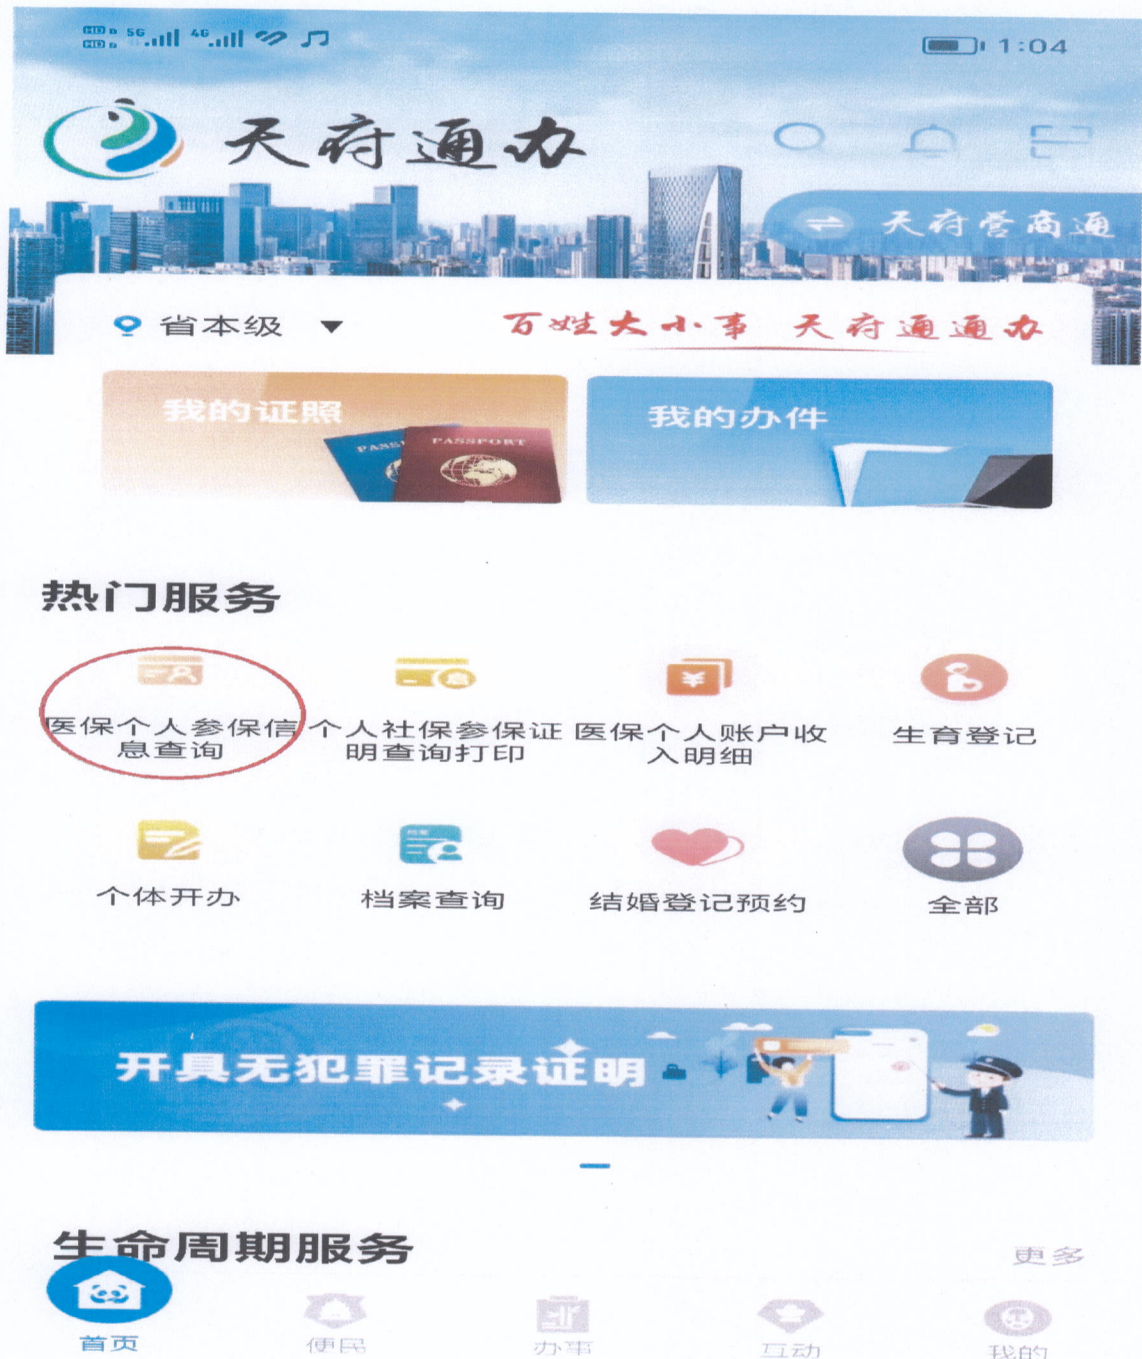 HD 5G 4G 1:04
天府通办
天府营商通
省本级
百姓大小事 天府通通办
我的证照
我的办件
PASSPORT
热门服务
医保个人参保信息查询
个人社保参保证明查询打印
医保个人账户收入明细
生育登记
个体开办
档案查询
结婚登记预约
全部
开具无犯罪记录证明
生命周期服务
更多
首页
便民
办事
互动
我的